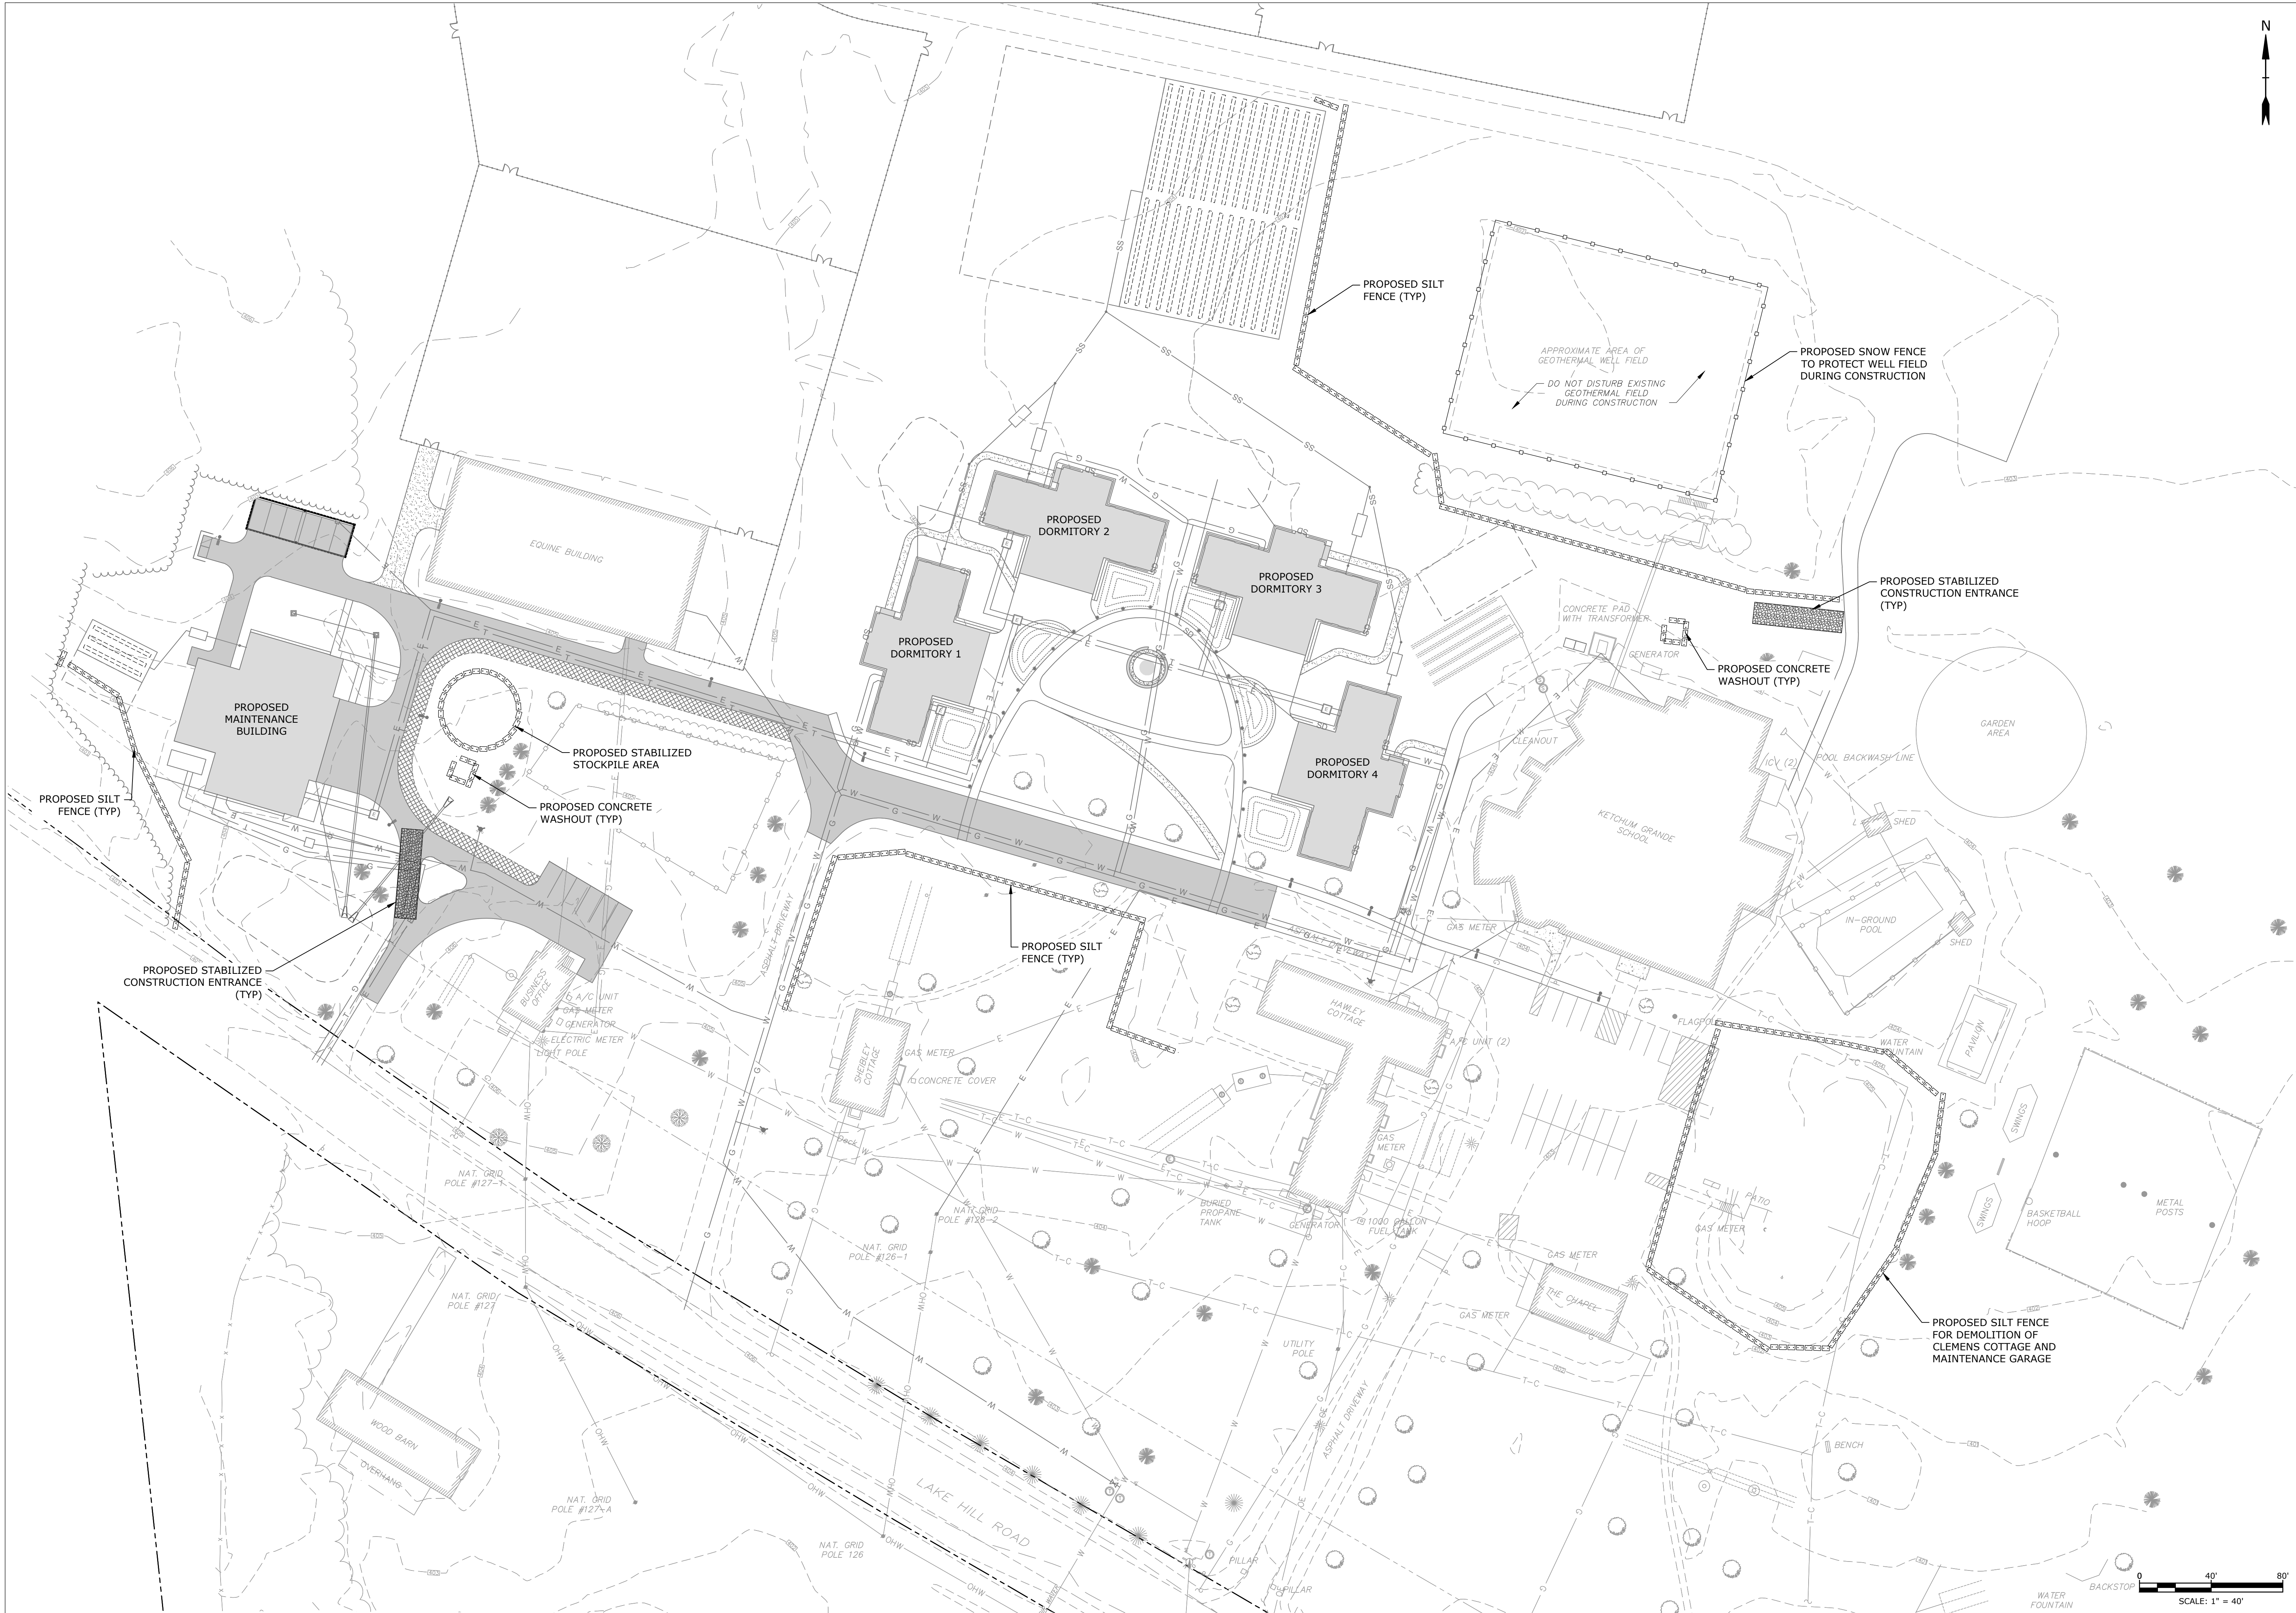 N
PROPOSED SILT
FENCE (TYP)
APPROXIMATE AREA OF
GEOTHERMAL WELL FIELD
DO NOT DISTURB EXISTING
GEOTHERMAL FIELD
DURING CONSTRUCTION
PROPOSED SNOW FENCE
TO PROTECT WELL FIELD
DURING CONSTRUCTION
EQUINE BUILDING
PROPOSED
DORMITORY 2
PROPOSED
DORMITORY 3
PROPOSED
DORMITORY 1
PROPOSED
DORMITORY 4
CONCRETE PAD
WITH TRANSFORMER
GENERATOR
PROPOSED STABILIZED
CONSTRUCTION ENTRANCE
(TYP)
PROPOSED CONCRETE
WASHOUT (TYP)
PROPOSED
MAINTENANCE
BUILDING
PROPOSED STABILIZED
STOCKPILE AREA
PROPOSED CONCRETE
WASHOUT (TYP)
PROPOSED SILT
FENCE (TYP)
CLEANOUT
ICV (2)
POOL BACKWASH LINE
GARDEN
AREA
KETCHUM GRANDE
SCHOOL
SHED
IN-GROUND
POOL
SHED
ASPHALT DRIVEWAY
PROPOSED SILT
FENCE (TYP)
ASPHALT DRIVEWAY
GAS METER
PROPOSED STABILIZED
CONSTRUCTION ENTRANCE
(TYP)
BUSINESS
OFFICE
A/C UNIT
GAS METER
GENERATOR
ELECTRIC METER
LIGHT POLE
SHEIBLEY
COTTAGE
GAS METER
CONCRETE COVER
Deck
HAWLEY
COTTAGE
A/C UNIT (2)
FLAGPOLE
WATER
FOUNTAIN
PAVILION
SWINGS
SWINGS
BASKETBALL
HOOP
METAL
POSTS
GAS
METER
NAT. GRID
POLE #127-1
NAT. GRID
POLE #126-2
NAT. GRID
POLE #126-1
BURIED
PROPANE
TANK
GENERATOR
1000 GALLON
FUEL TANK
PATIO
GAS METER
GAS METER
THE CHAPEL
GAS METER
NAT. GRID
POLE #127
UTILITY
POLE
PROPOSED SILT FENCE
FOR DEMOLITION OF
CLEMENS COTTAGE AND
MAINTENANCE GARAGE
WOOD BARN
OVERHANG
ASPHALT DRIVEWAY
BENCH
NAT. GRID
POLE #127-A
LAKE HILL ROAD
NAT. GRID
POLE 126
PILLAR
PILLAR
WATER
FOUNTAIN
BACKSTOP
0 40' 80'
SCALE: 1" = 40'